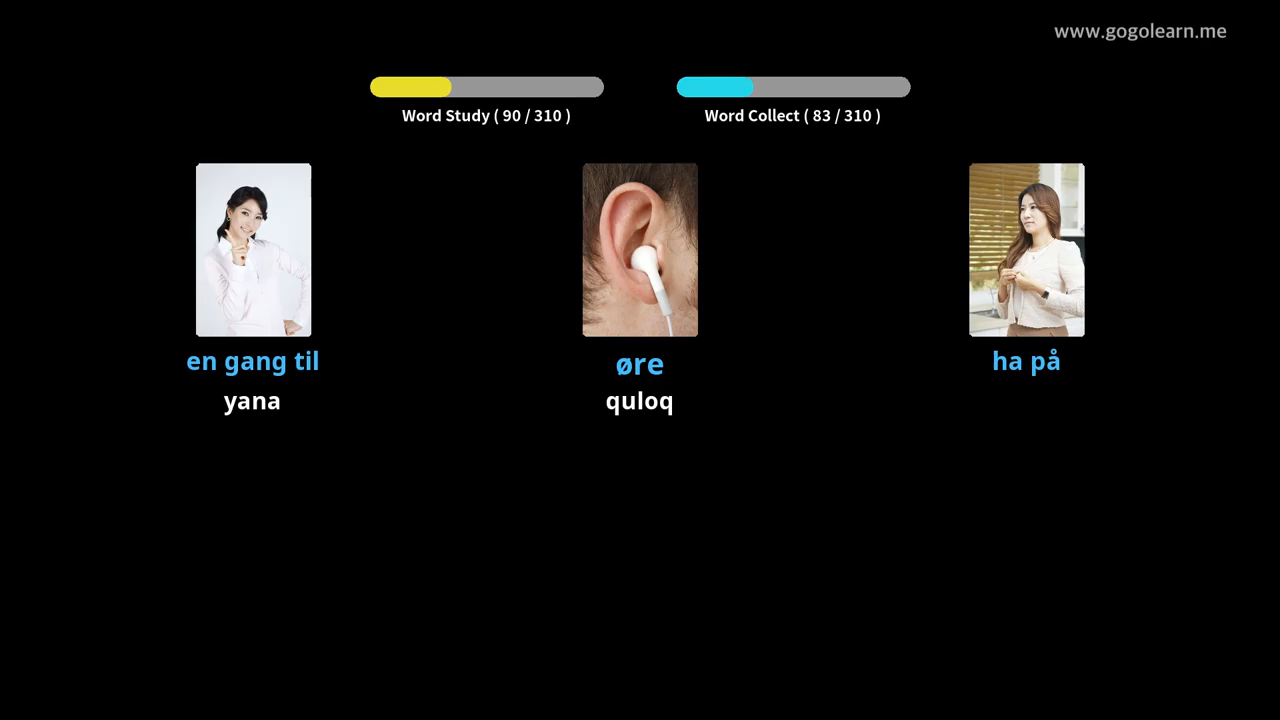 www.gogolearn.me
Word Study ( 90 / 310 )
Word Collect ( 83 / 310 )
en gang til
øre
ha på
yana
quloq